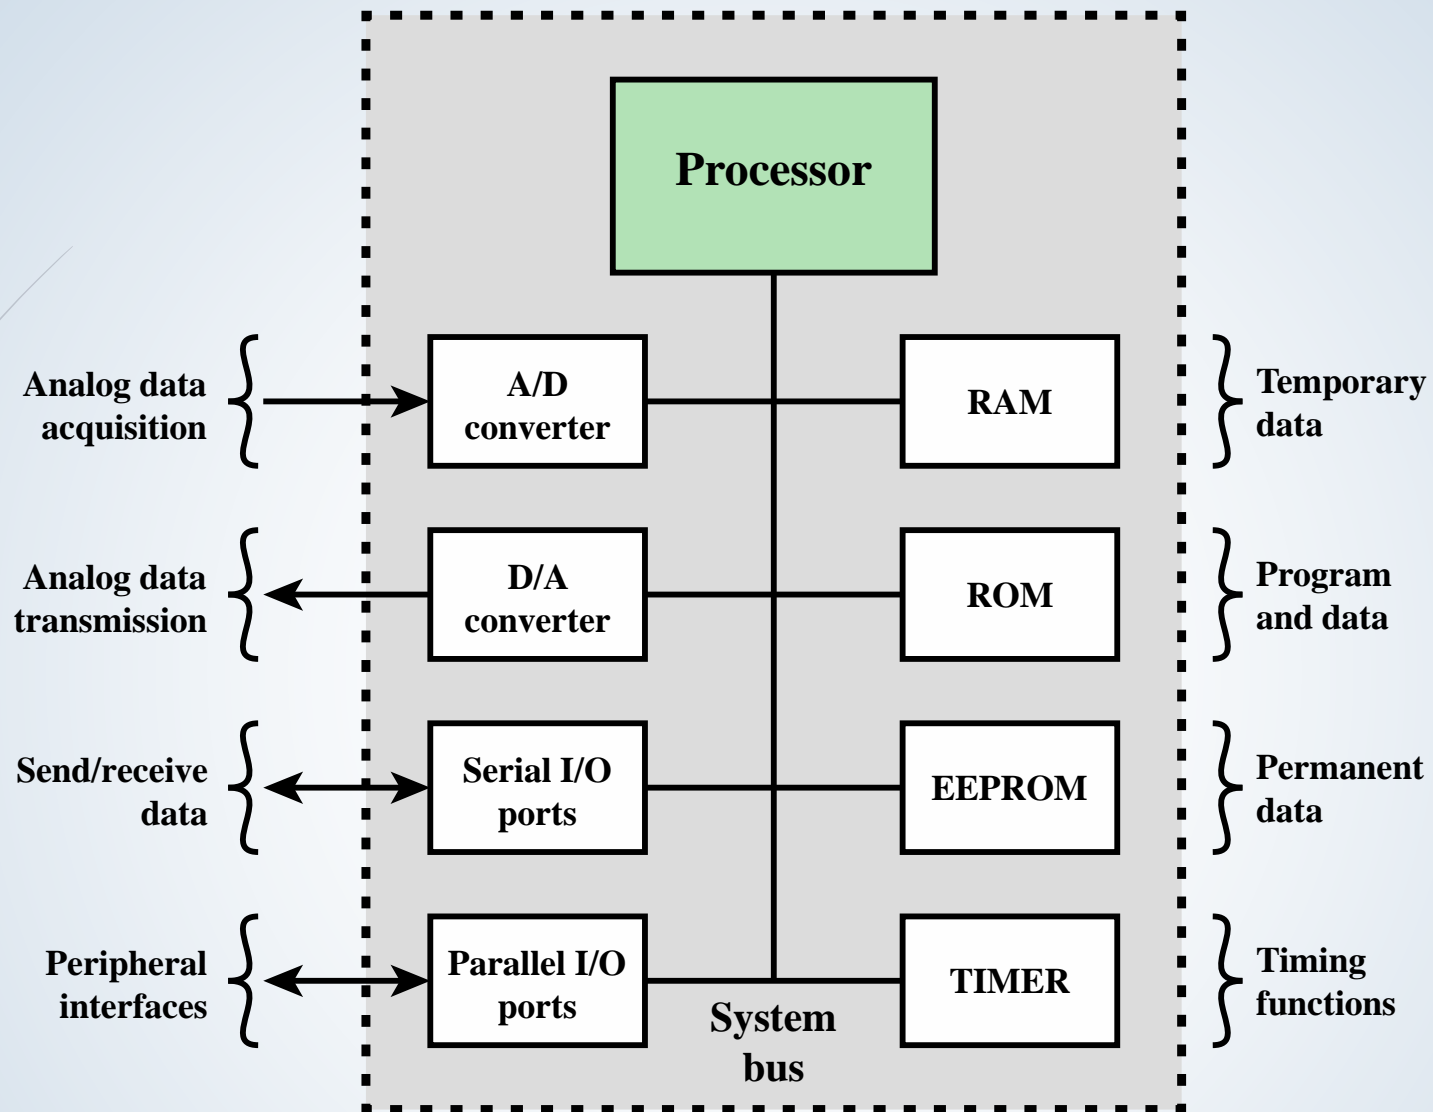 Processor
Analog data
acquisition
A/D
converter
RAM
Temporary
data
Analog data
transmission
D/A
converter
ROM
Program
and data
Send/receive
data
Serial I/O
ports
EEPROM
Permanent
data
Peripheral
interfaces
Parallel I/O
ports
TIMER
Timing
functions
System
bus